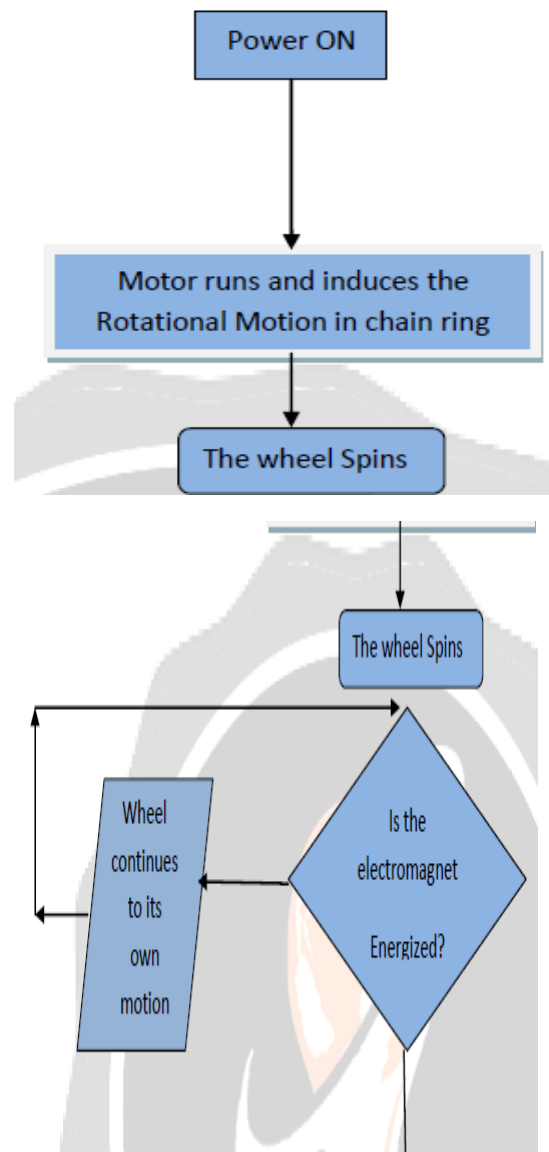 Power ON
Motor runs and induces the
Rotational Motion in chain ring
The wheel Spins
The wheel Spins
Is the
electromagnet
Energized?
Wheel
continues
to its
own
motion